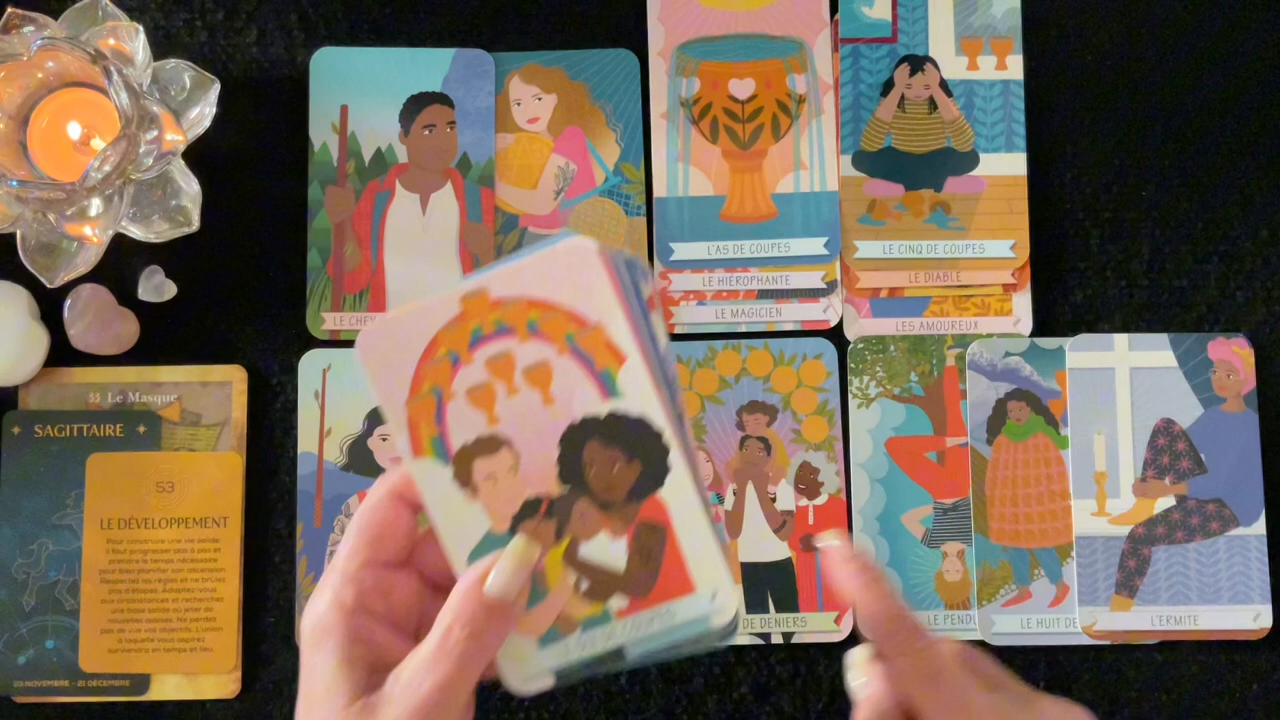 L'AS DE COUPES
LE HIÉROPHANTE
LE MAGICIEN
LE CINQ DE COUPES
LE DIABLE
LES AMOUREUX
LE CHEV
33 Le Masque
SAGITTAIRE
53
LE DÉVELOPPEMENT
Pour construire une vie solide,
il faut progresser pas à pas et
prendre le temps nécessaire
pour bien planifier son ascension.
Respectez les règles et ne brûlez
pas d'étapes. Adaptez-vous
aux circonstances et recherchez
une base solide où jeter de
nouvelles assises. Ne perdez
pas de vue vos objectifs. L'union
à laquelle vous aspirez
surviendra en temps et lieu.
23 NOVEMBRE - 21 DÉCEMBRE
DE DENIERS
LE PENDU
LE HUIT DE
L'ERMITE